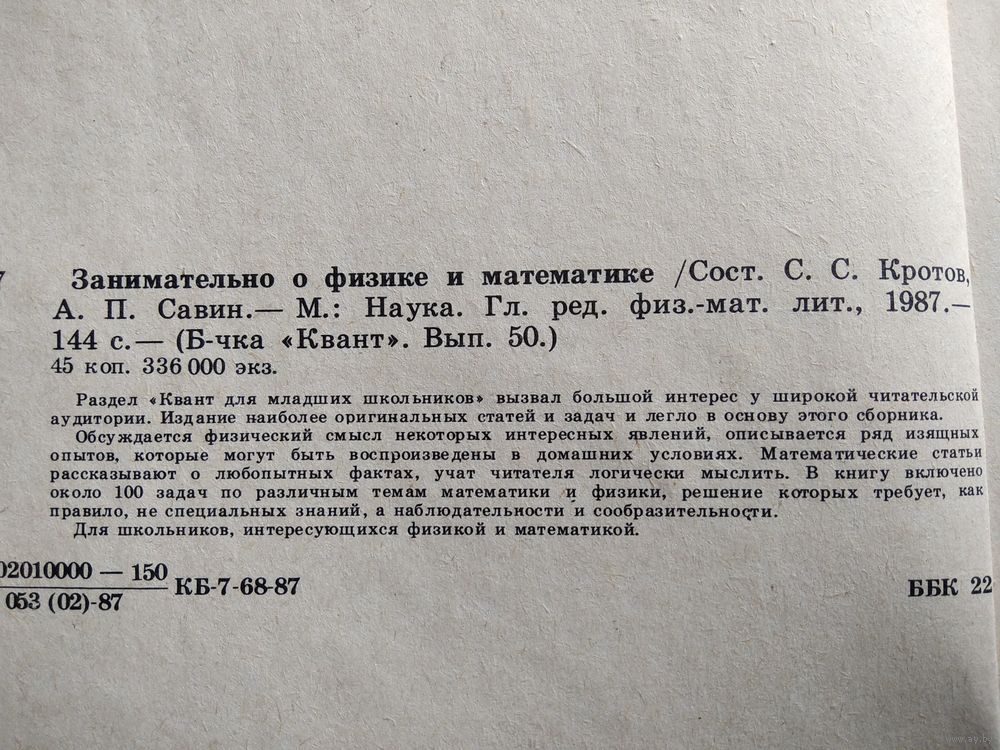 7 Занимательно о физике и математике /Сост. С. С. Кротов,
А. П. Савин.— М.: Наука. Гл. ред. физ.-мат. лит., 1987.—
144 с.— (Б-чка «Квант». Вып. 50.)
45 коп. 336 000 экз.
Раздел «Квант для младших школьников» вызвал большой интерес у широкой читательской
аудитории. Издание наиболее оригинальных статей и задач и легло в основу этого сборника.
Обсуждается физический смысл некоторых интересных явлений, описывается ряд изящных
опытов, которые могут быть воспроизведены в домашних условиях. Математические статьи
рассказывают о любопытных фактах, учат читателя логически мыслить. В книгу включено
около 100 задач по различным темам математики и физики, решение которых требует, как
правило, не специальных знаний, а наблюдательности и сообразительности.
Для школьников, интересующихся физикой и математикой.
02010000 — 150
053 (02)-87
КБ-7-68-87
ББК 22
www.ay.by